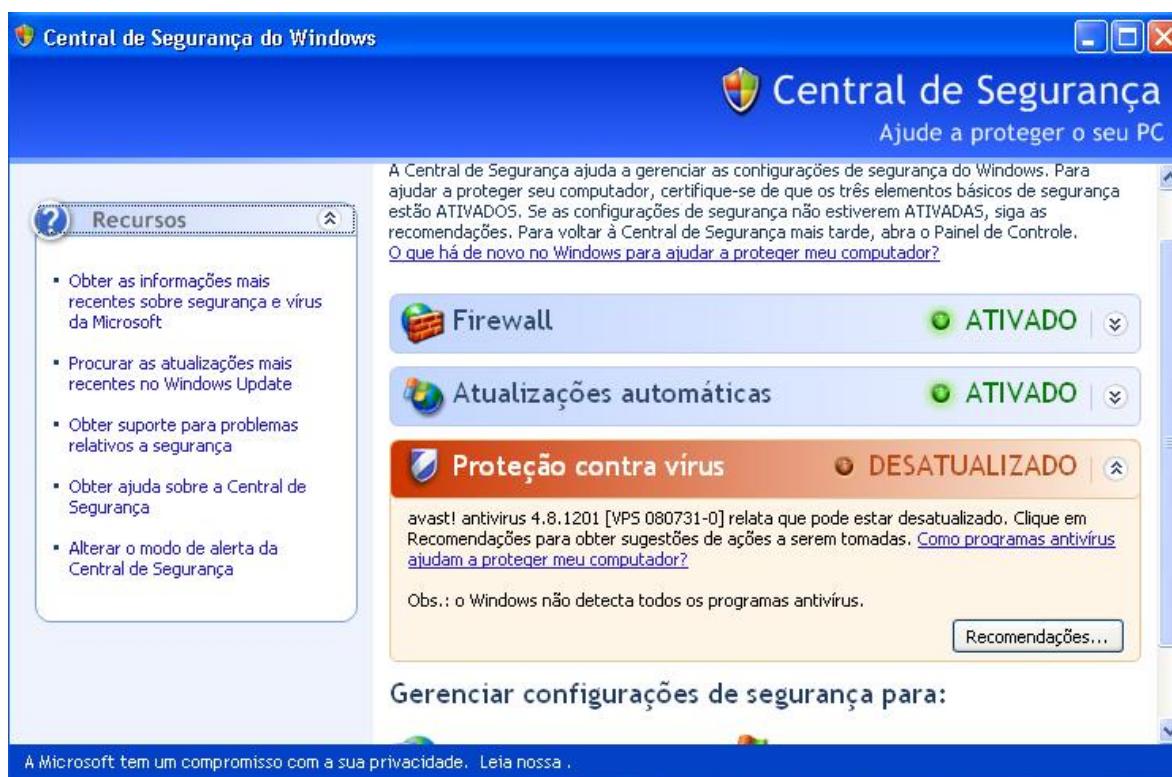 Central de Segurança do Windows
Central de Segurança
Ajude a proteger o seu PC
Recursos
Obter as informações mais
recentes sobre segurança e vírus
da Microsoft
Procurar as atualizações mais
recentes no Windows Update
Obter suporte para problemas
relativos a segurança
Obter ajuda sobre a Central de
Segurança
Alterar o modo de alerta da
Central de Segurança
A Central de Segurança ajuda a gerenciar as configurações de segurança do Windows. Para
ajudar a proteger seu computador, certifique-se de que os três elementos básicos de segurança
estão ATIVADOS. Se as configurações de segurança não estiverem ATIVADAS, siga as
recomendações. Para voltar à Central de Segurança mais tarde, abra o Painel de Controle.
O que há de novo no Windows para ajudar a proteger meu computador?
Firewall ATIVADO
Atualizações automáticas ATIVADO
Proteção contra vírus DESATUALIZADO
avast! antivirus 4.8.1201 [VPS 080731-0] relata que pode estar desatualizado. Clique em
Recomendações para obter sugestões de ações a serem tomadas. Como programas antivírus
ajudam a proteger meu computador?
Obs.: o Windows não detecta todos os programas antivírus.
Recomendações...
Gerenciar configurações de segurança para:
A Microsoft tem um compromisso com a sua privacidade. Leia nossa .